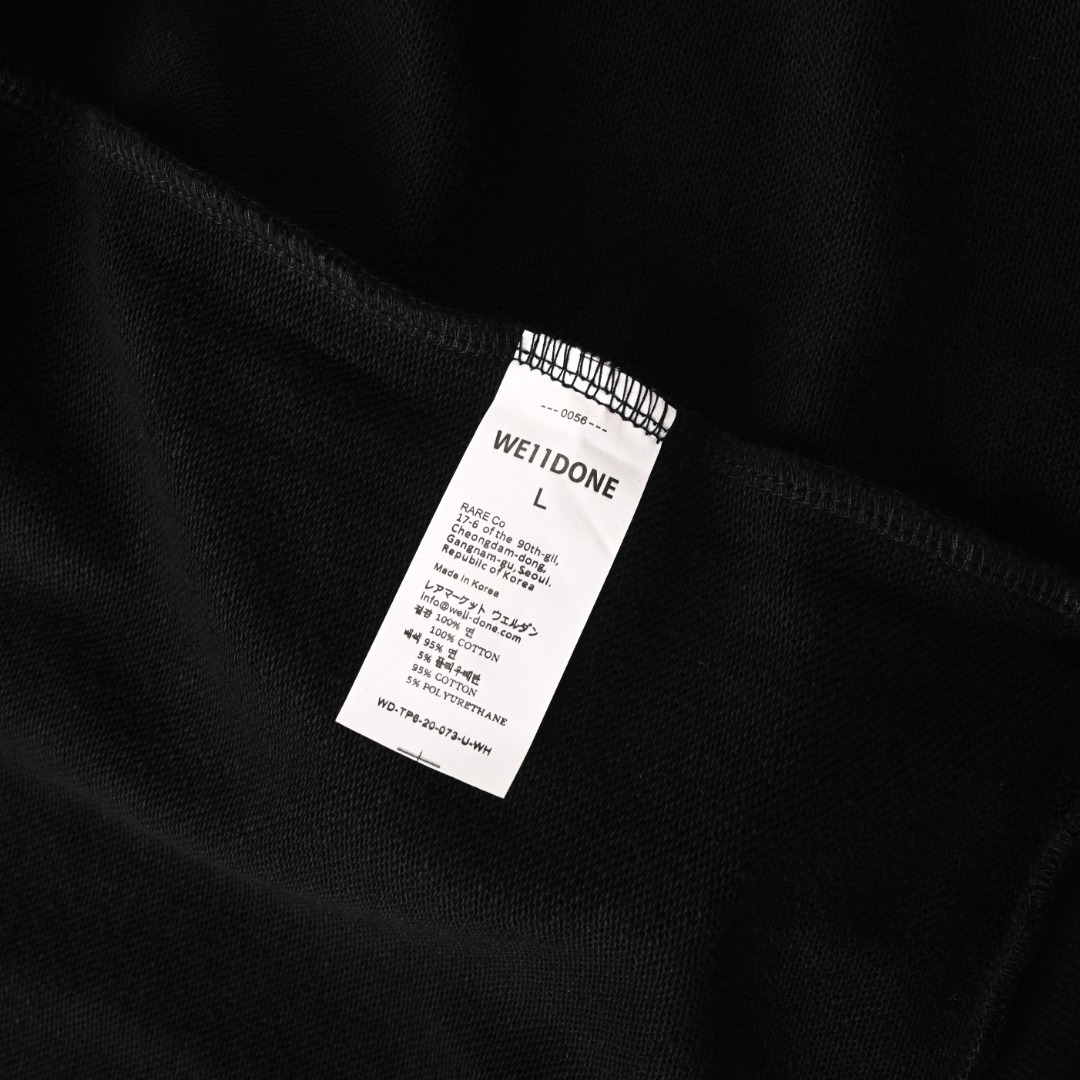 ---0056---
WE11DONE
L
RARE Co
17-6 of the 90th-gil,
Cheongdam-dong,
Gangnam-gu, Seoul.
Republic of Korea
Made in Korea
レアマーケット ウェルダン
info@well-done.com
겉감 100% 면
100% COTTON
배색 95% 면
5% 폴리우레탄
95% COTTON
5% POLYURETHANE
WD-TP6-20-073-U-WH